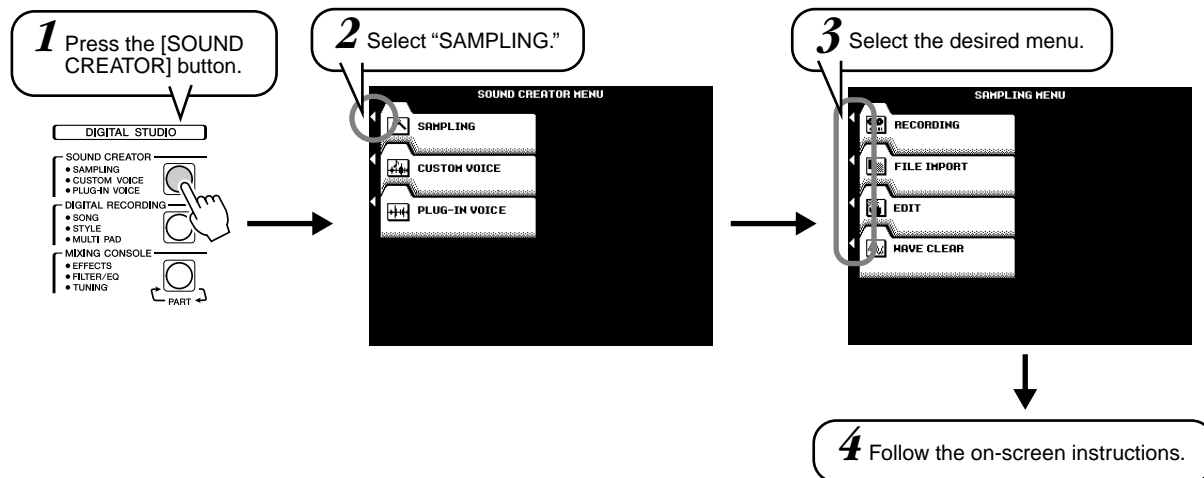 1 Press the [SOUND
CREATOR] button.
2 Select “SAMPLING.”
3 Select the desired menu.
DIGITAL STUDIO
SOUND CREATOR
• SAMPLING
• CUSTOM VOICE
• PLUG-IN VOICE
DIGITAL RECORDING
• SONG
• STYLE
• MULTI PAD
MIXING CONSOLE
• EFFECTS
• FILTER/EQ
• TUNING
PART
SOUND CREATOR MENU
SAMPLING
CUSTOM VOICE
PLUG-IN VOICE
SAMPLING MENU
RECORDING
FILE IMPORT
EDIT
WAVE CLEAR
4 Follow the on-screen instructions.